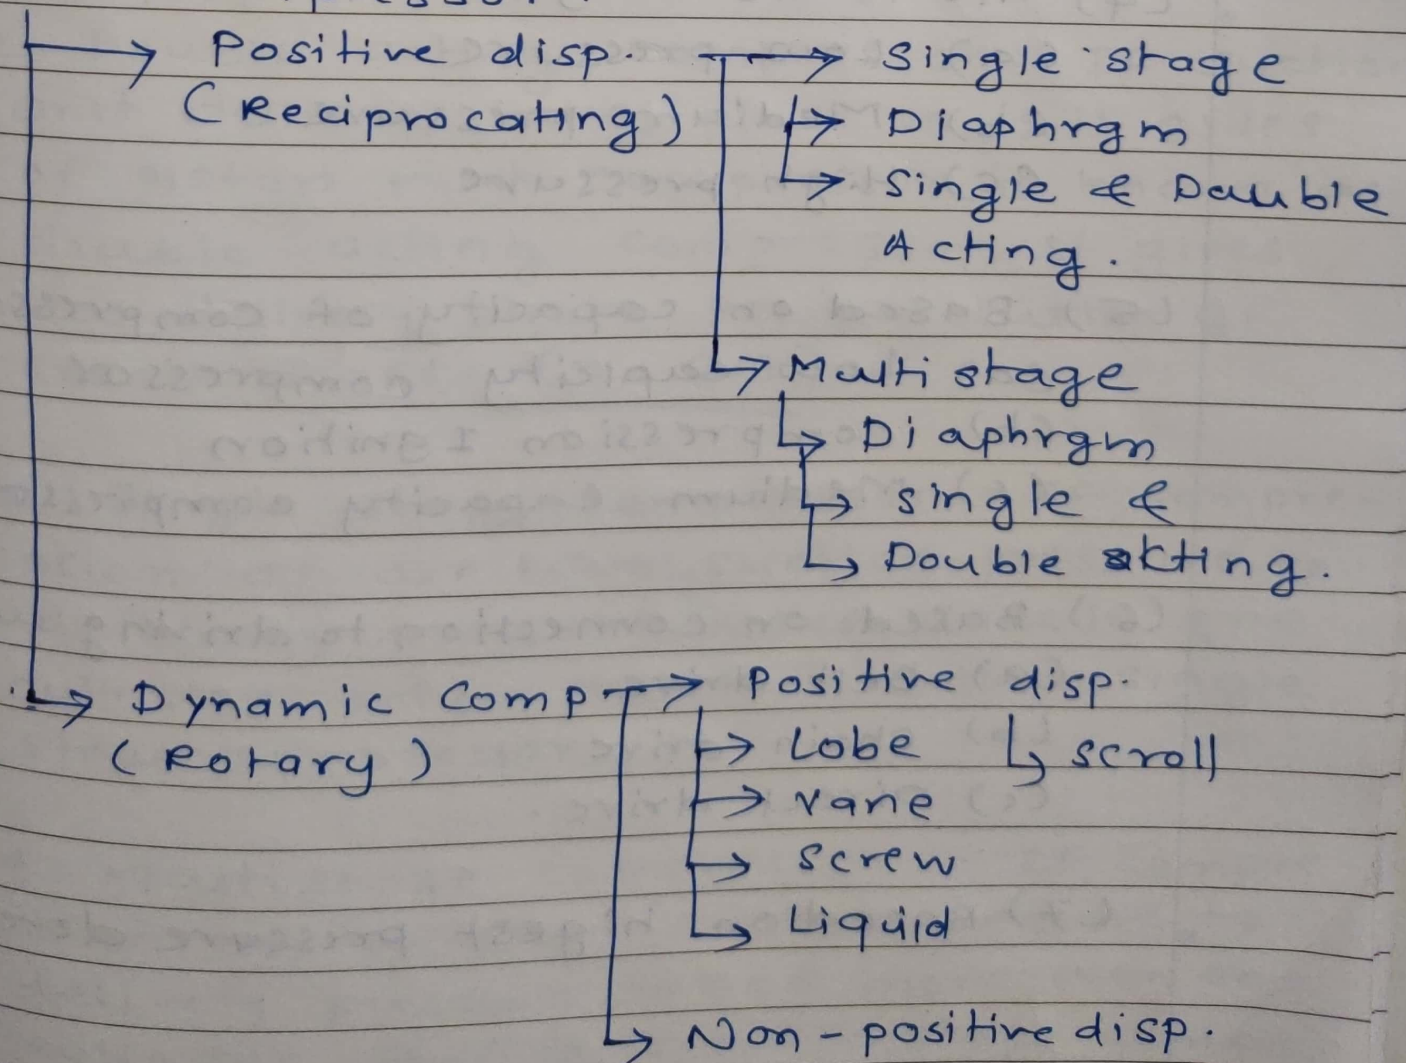 Positive disp. → Single stage
(Reciprocating) → Diaphrgm
→ Single & Dauble
Acting.
→ Multi stage
→ Diaphrgm
→ single &
→ Double akting.
→ Dynamic Comp → Positive disp.
(Rotary) → Lobe → scroll
→ vane
→ screw
→ Liquid
→ Non-positive disp.